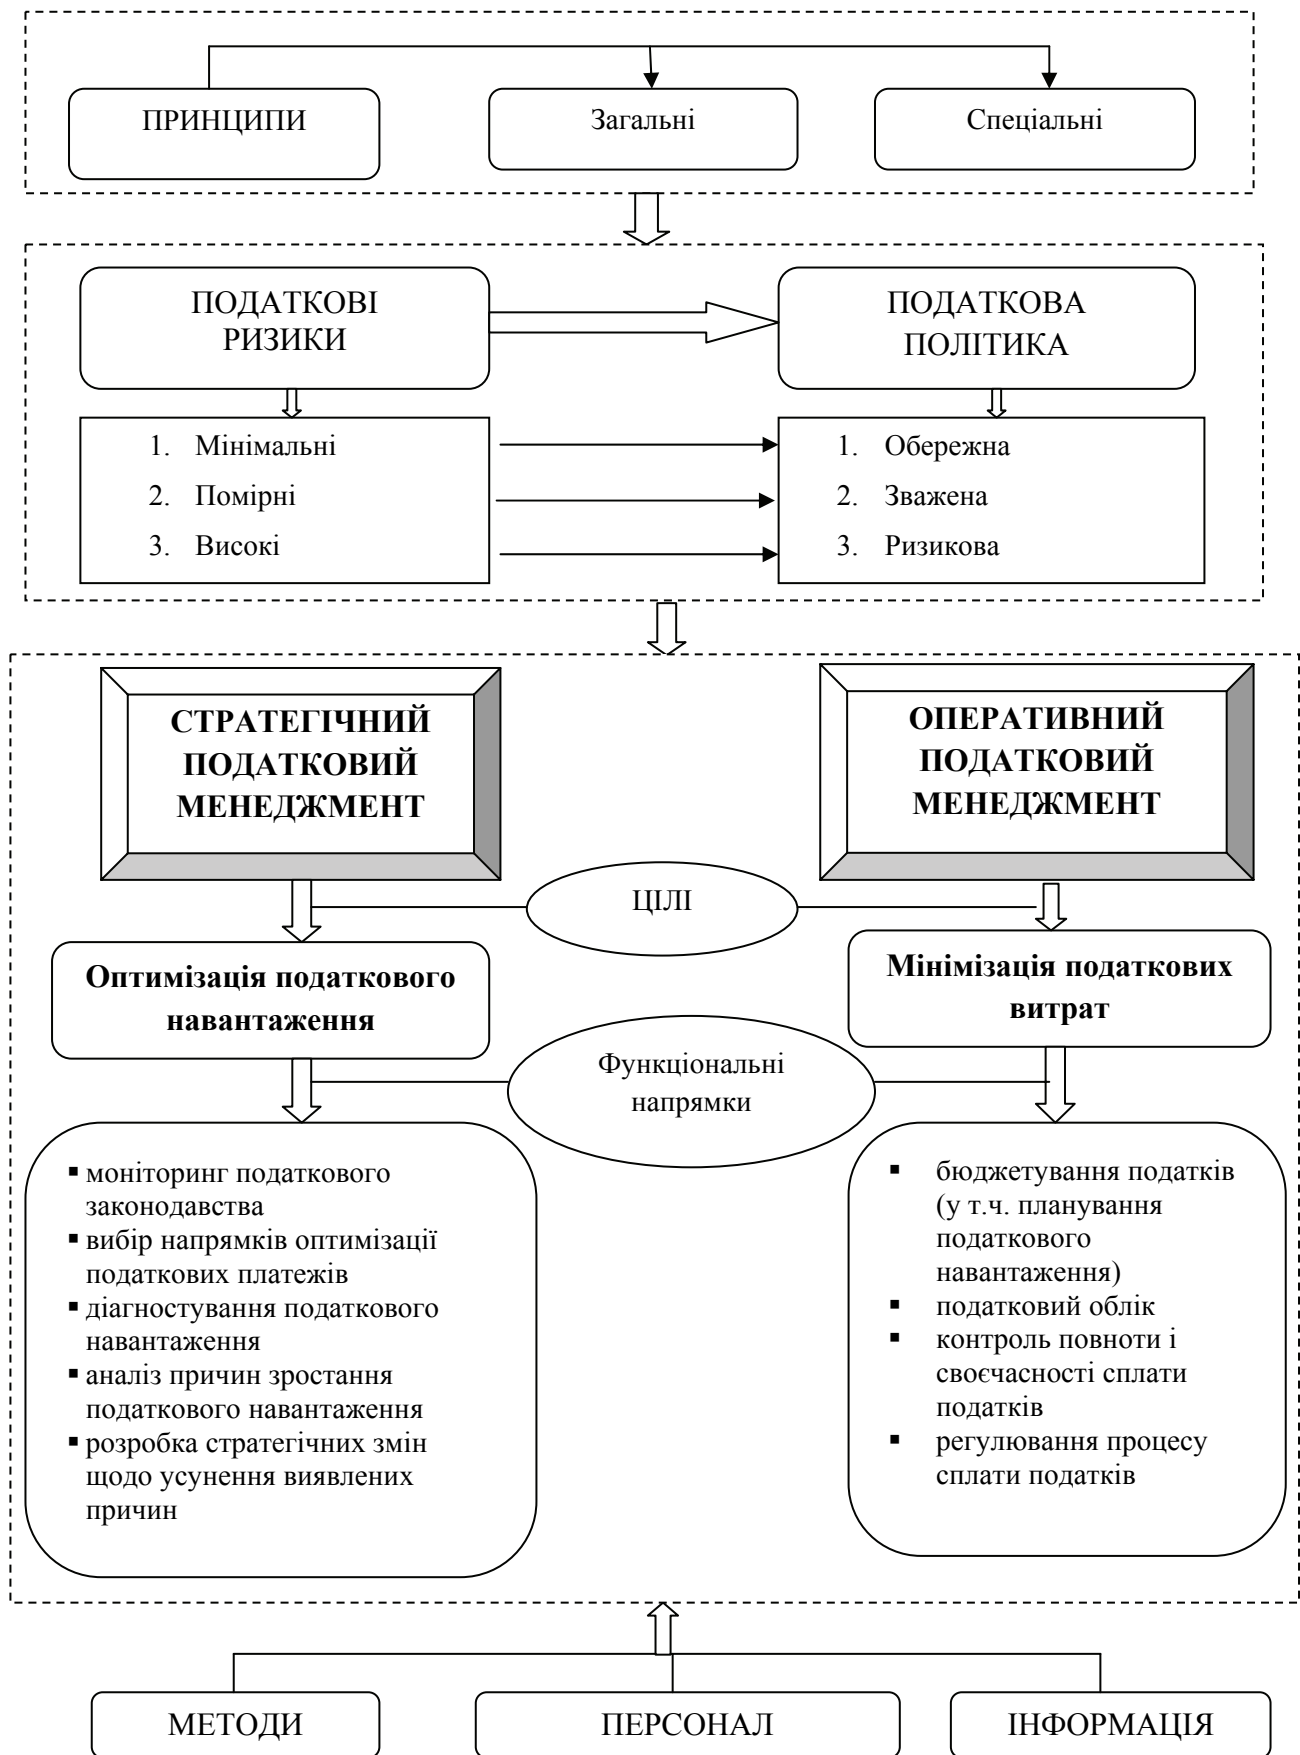 ПРИНЦИПИ
Загальні
Спеціальні
ПОДАТКОВІ
РИЗИКИ
ПОДАТКОВА
ПОЛІТИКА
1. Мінімальні
2. Помірні
3. Високі
1. Обережна
2. Зважена
3. Ризикова
СТРАТЕГІЧНИЙ
ПОДАТКОВИЙ
МЕНЕДЖМЕНТ
ОПЕРАТИВНИЙ
ПОДАТКОВИЙ
МЕНЕДЖМЕНТ
ЦІЛІ
Оптимізація податкового
навантаження
Мінімізація податкових
витрат
Функціональні
напрямки
▪ моніторинг податкового
законодавства
▪ вибір напрямків оптимізації
податкових платежів
▪ діагностування податкового
навантаження
▪ аналіз причин зростання
податкового навантаження
▪ розробка стратегічних змін
щодо усунення виявлених
причин
▪ бюджетування податків
(у т.ч. планування
податкового
навантаження)
▪ податковий облік
▪ контроль повноти і
своєчасності сплати
податків
▪ регулювання процесу
сплати податків
МЕТОДИ
ПЕРСОНАЛ
ІНФОРМАЦІЯ